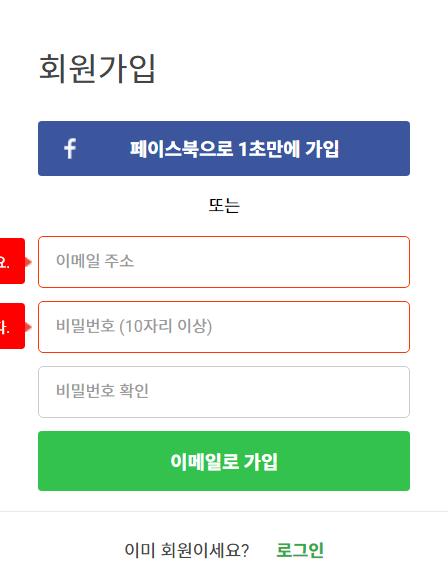 회원가입
f 페이스북으로 1초만에 가입
또는
요.
이메일 주소
비밀번호 (10자리 이상)
비밀번호 확인
이메일로 가입
이미 회원이세요? 로그인